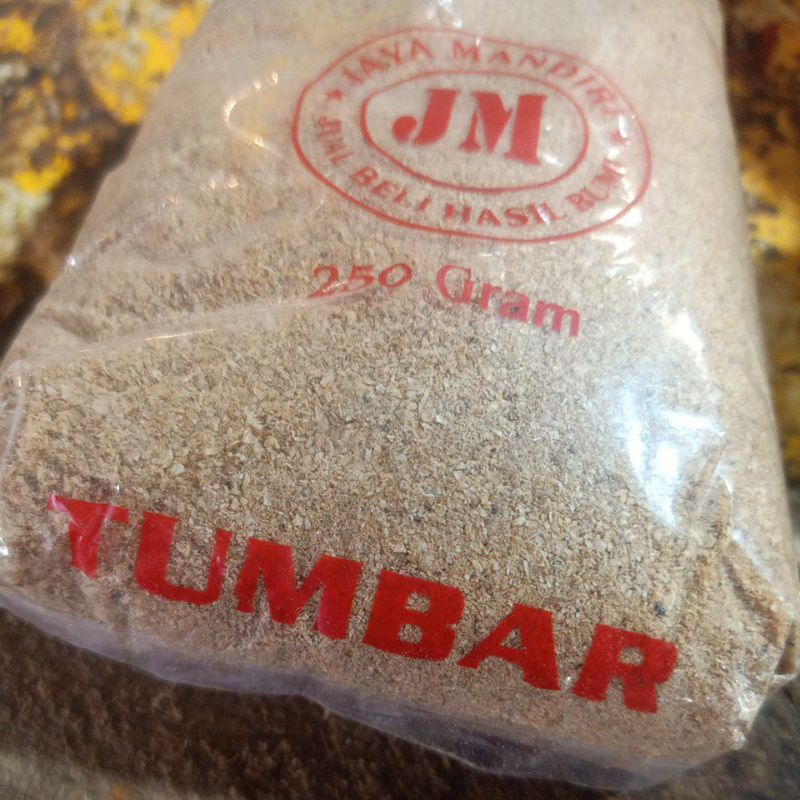 ★ JAYA MANDIRI ★
JM
JUAL BELI HASIL BUMI
250 Gram
TUMBAR